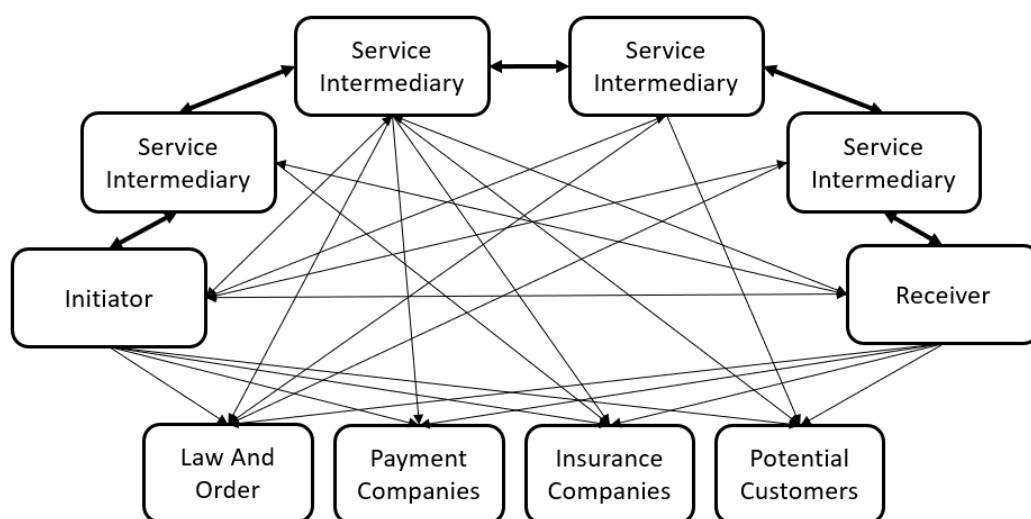 Service
Intermediary
Service
Intermediary
Service
Intermediary
Service
Intermediary
Initiator
Receiver
Law And
Order
Payment
Companies
Insurance
Companies
Potential
Customers